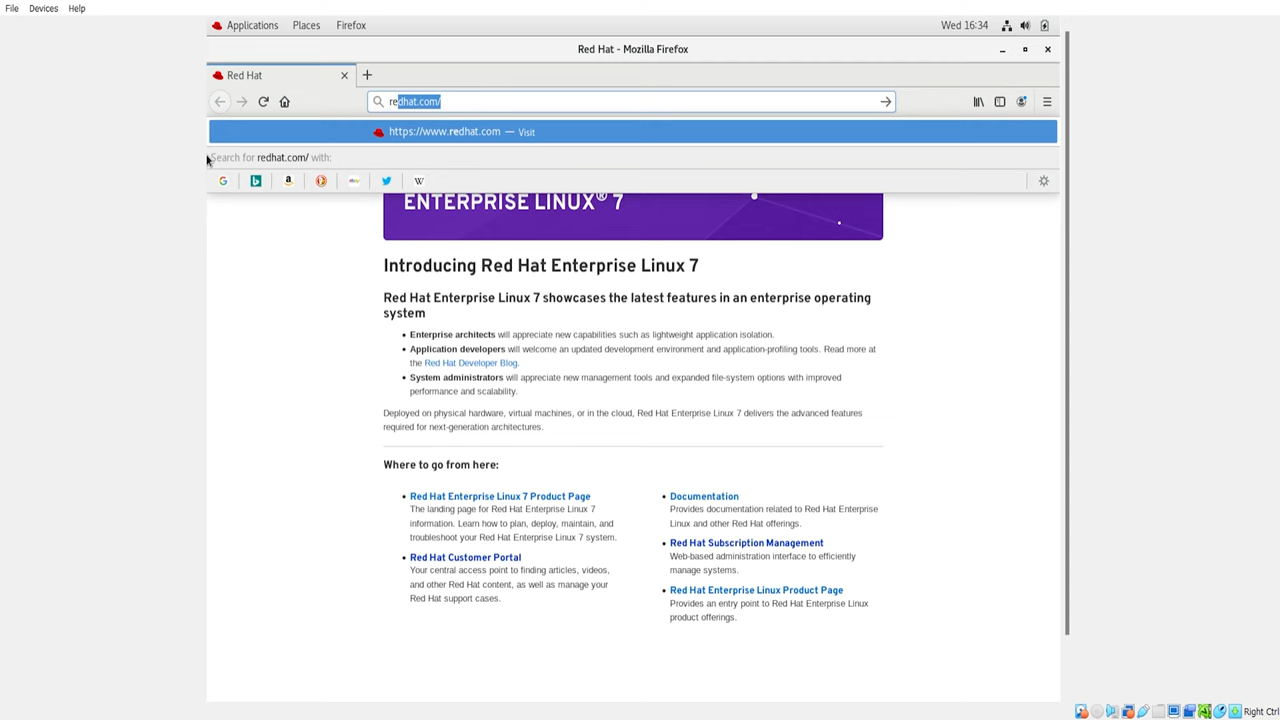 File Devices Help
Applications Places Firefox Wed 16:34
Red Hat - Mozilla Firefox
Red Hat
redhat.com/
https://www.redhat.com — Visit
Search for redhat.com/ with:
ENTERPRISE LINUX® 7
Introducing Red Hat Enterprise Linux 7
Red Hat Enterprise Linux 7 showcases the latest features in an enterprise operating
system
• Enterprise architects will appreciate new capabilities such as lightweight application isolation.
• Application developers will welcome an updated development environment and application-profiling tools. Read more at
the Red Hat Developer Blog.
• System administrators will appreciate new management tools and expanded file-system options with improved
performance and scalability.
Deployed on physical hardware, virtual machines, or in the cloud, Red Hat Enterprise Linux 7 delivers the advanced features
required for next-generation architectures.
Where to go from here:
• Red Hat Enterprise Linux 7 Product Page
The landing page for Red Hat Enterprise Linux 7
information. Learn how to plan, deploy, maintain, and
troubleshoot your Red Hat Enterprise Linux 7 system.
• Red Hat Customer Portal
Your central access point to finding articles, videos,
and other Red Hat content, as well as manage your
Red Hat support cases.
• Documentation
Provides documentation related to Red Hat Enterprise
Linux and other Red Hat offerings.
• Red Hat Subscription Management
Web-based administration interface to efficiently
manage systems.
• Red Hat Enterprise Linux Product Page
Provides an entry point to Red Hat Enterprise Linux
product offerings.
Right Ctrl